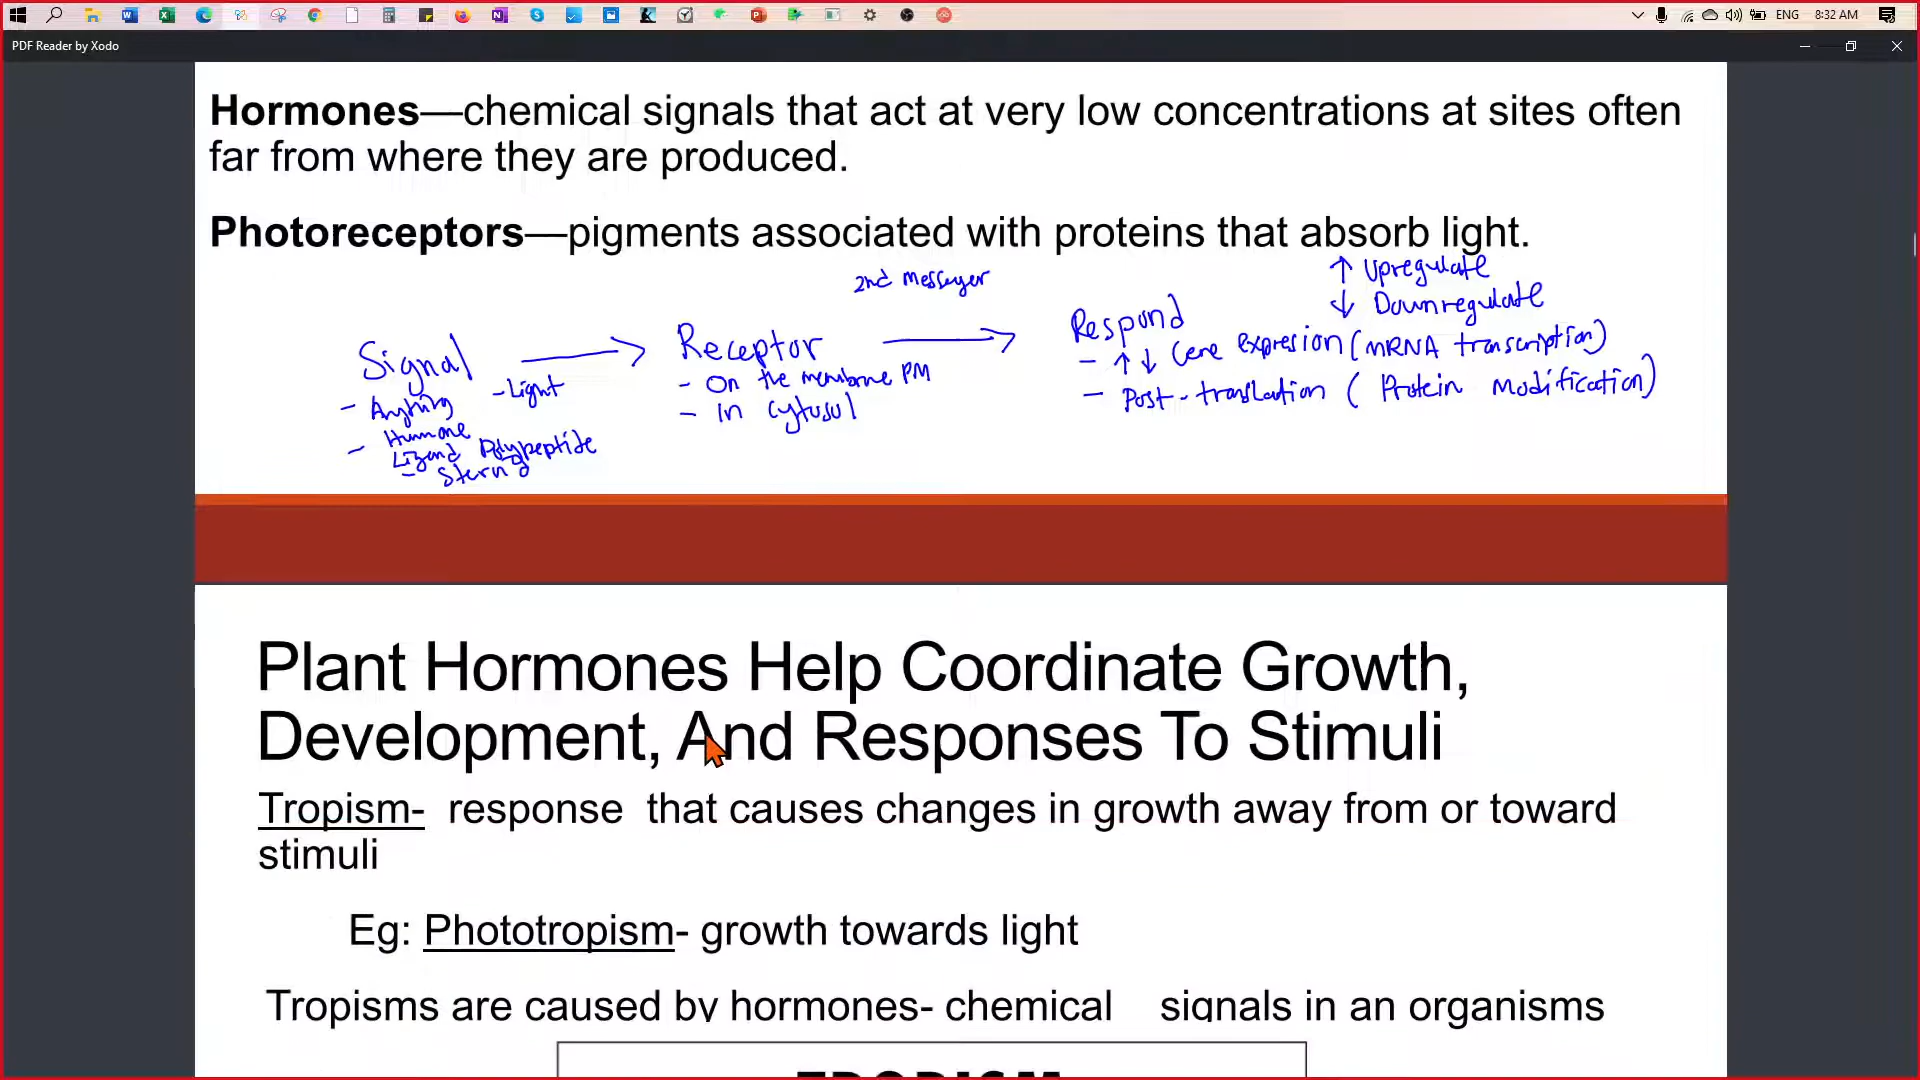 ENG 8:32 AM
PDF Reader by Xodo
Hormones—chemical signals that act at very low concentrations at sites often
far from where they are produced.
Photoreceptors—pigments associated with proteins that absorb light.
2nd messenger
↑ Upregulate
↓ Downregulate
Signal → Receptor → Respond
- Anything
- Light
- Hormone
Ligand Polypeptide
- Steroid
- On the membrane PM
- In cytosol
- ↑↓ Gene expresion (mRNA transcription)
- Post-translation (Protein modification)
Plant Hormones Help Coordinate Growth,
Development, And Responses To Stimuli
Tropism- response that causes changes in growth away from or toward
stimuli
Eg: Phototropism- growth towards light
Tropisms are caused by hormones- chemical signals in an organisms
TROPISM